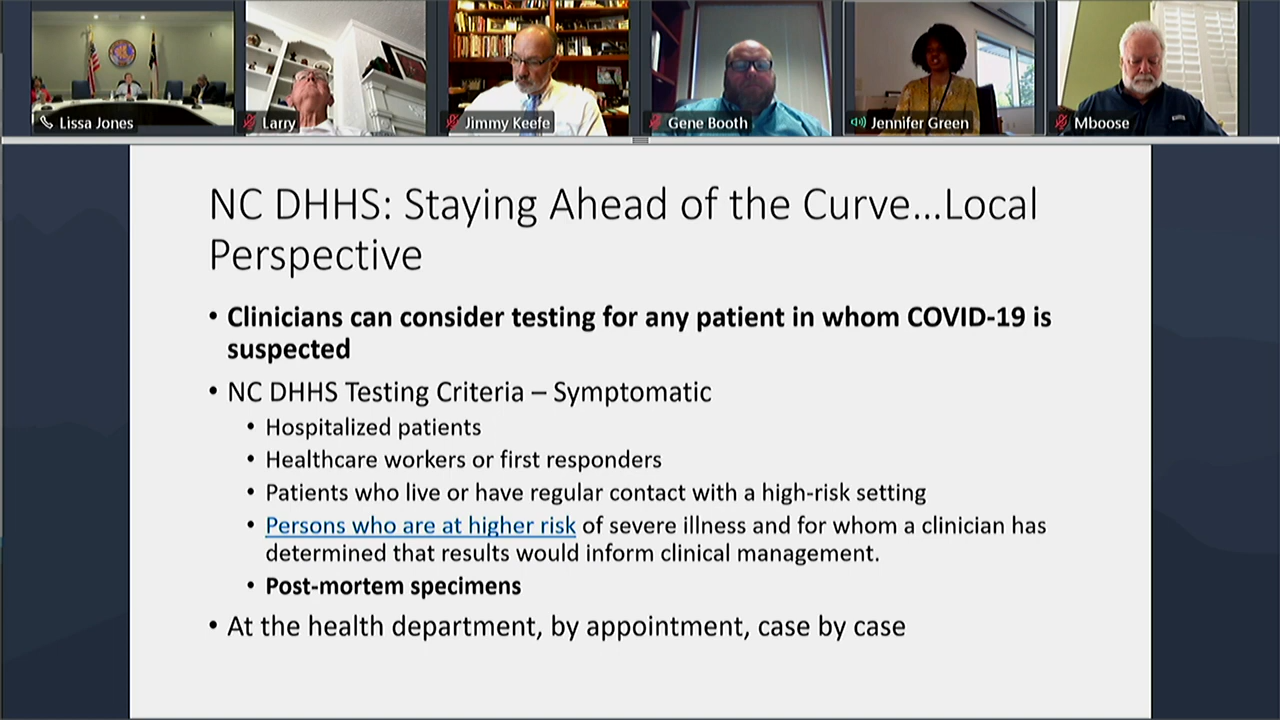 Lissa Jones
Larry
Jimmy Keefe
Gene Booth
Jennifer Green
Mboose
NC DHHS: Staying Ahead of the Curve...Local
Perspective
• Clinicians can consider testing for any patient in whom COVID-19 is
suspected
• NC DHHS Testing Criteria – Symptomatic
• Hospitalized patients
• Healthcare workers or first responders
• Patients who live or have regular contact with a high-risk setting
• Persons who are at higher risk of severe illness and for whom a clinician has
determined that results would inform clinical management.
• Post-mortem specimens
• At the health department, by appointment, case by case